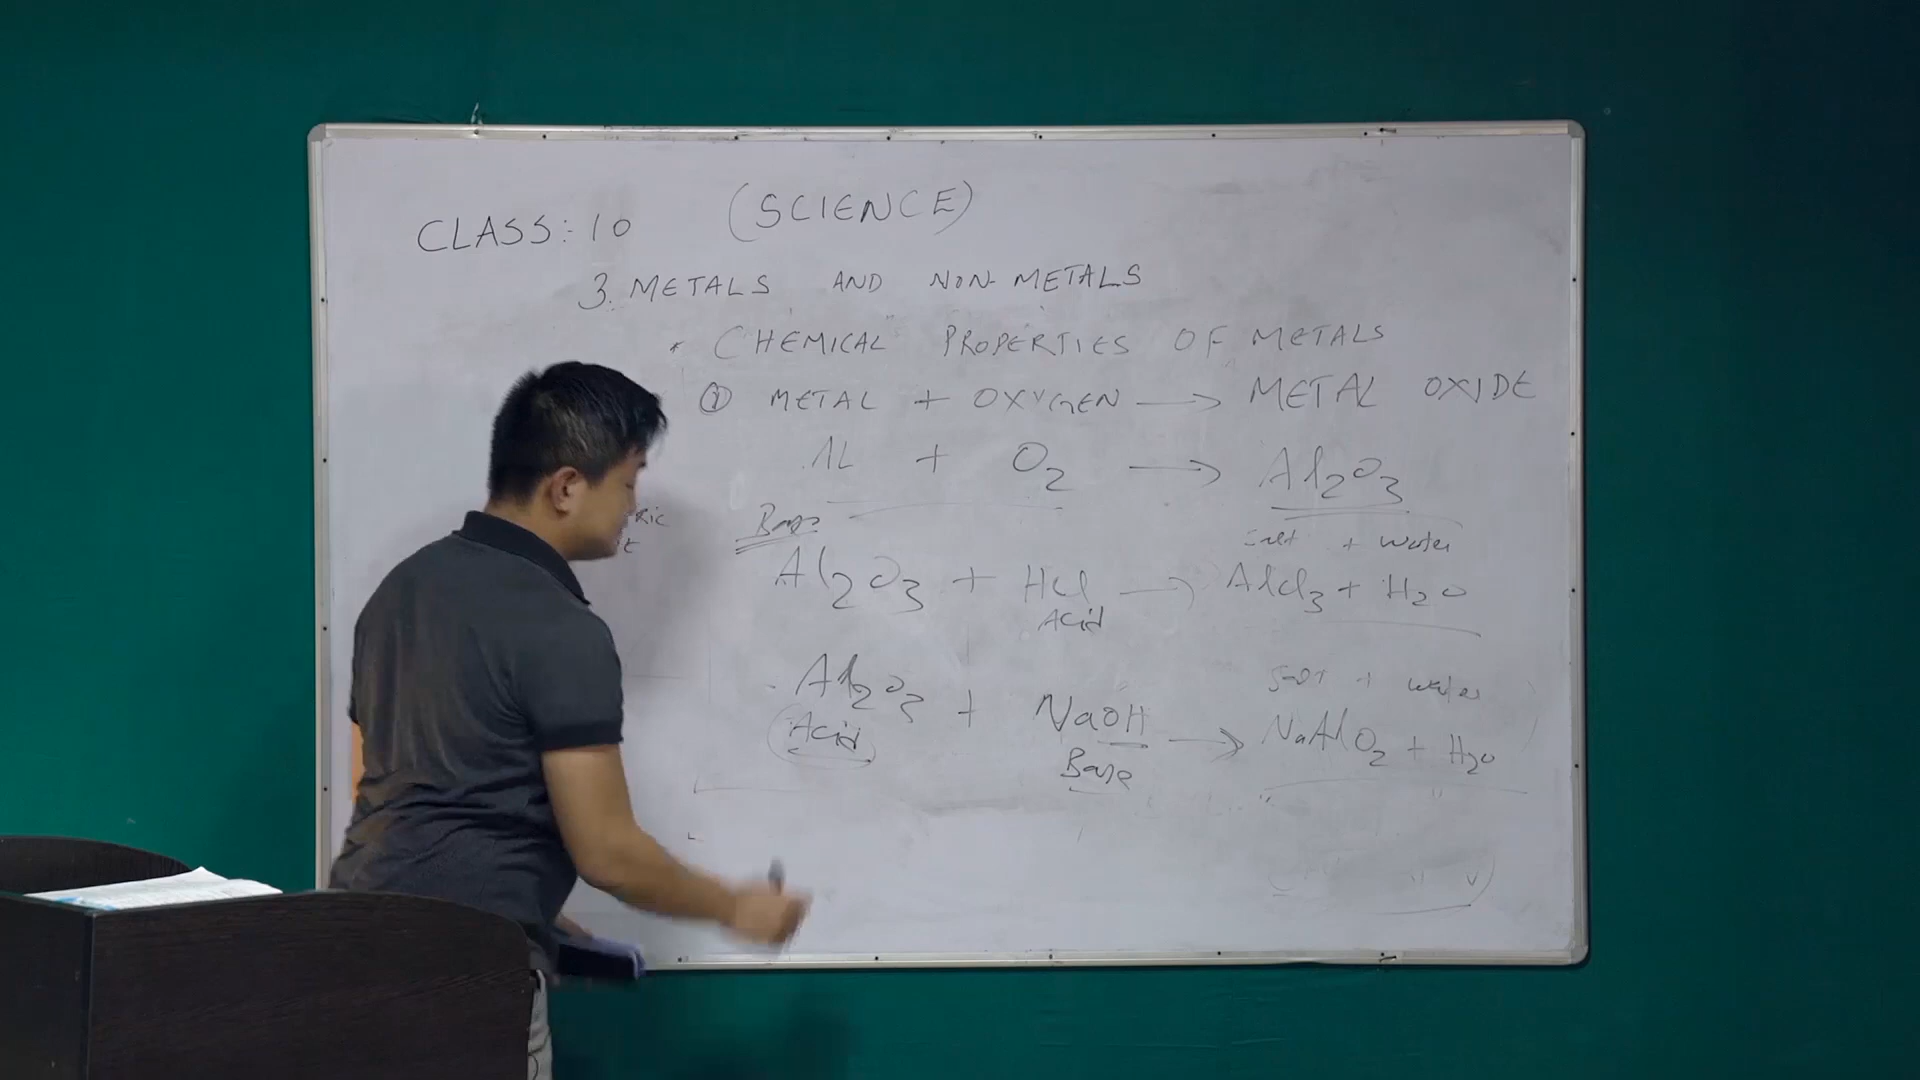 CLASS: 10 (SCIENCE)
3. METALS AND NON-METALS
* CHEMICAL PROPERTIES OF METALS
① METAL + OXYGEN → METAL OXIDE
AL + O2 → Al2O3
Base
Salt + water
Al2O3 + HCl → AlCl3 + H2O
Acid
Salt + water
Al2O3 + NaOH → NaAlO2 + H2O
Acid
Base